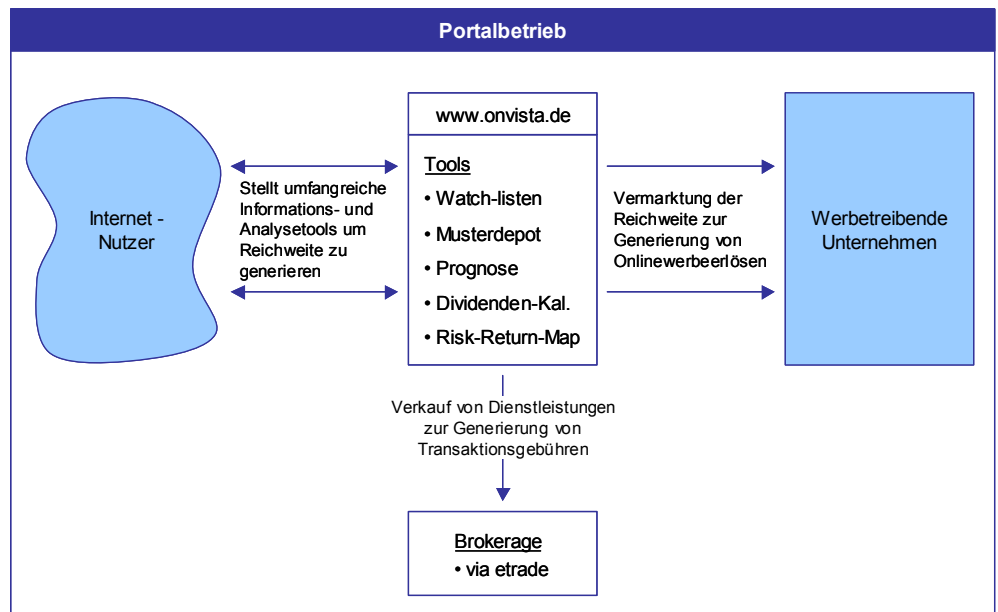 Portalbetrieb
Internet -
Nutzer
Stellt umfangreiche
Informations- und
Analysetools um
Reichweite zu
generieren
www.onvista.de
Tools
• Watch-listen
• Musterdepot
• Prognose
• Dividenden-Kal.
• Risk-Return-Map
Vermarktung der
Reichweite zur
Generierung von
Onlinewerbeerlösen
Werbetreibende
Unternehmen
Verkauf von Dienstleistungen
zur Generierung von
Transaktionsgebühren
Brokerage
• via etrade